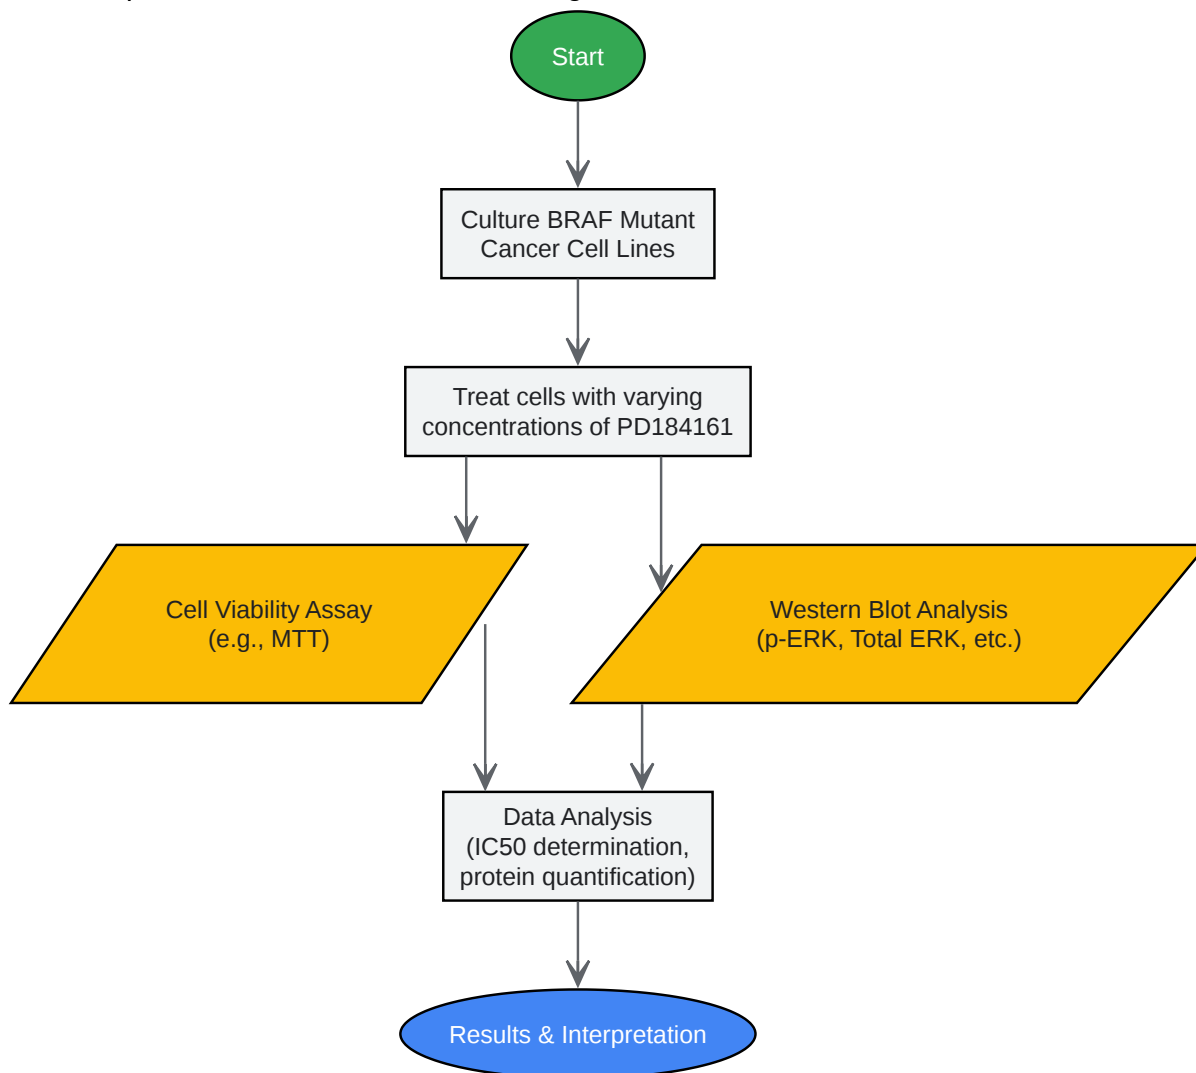 Start
Culture BRAF Mutant
Cancer Cell Lines
Treat cells with varying
concentrations of PD184161
Cell Viability Assay
(e.g., MTT)
Western Blot Analysis
(p-ERK, Total ERK, etc.)
Data Analysis
(IC50 determination,
protein quantification)
Results & Interpretation